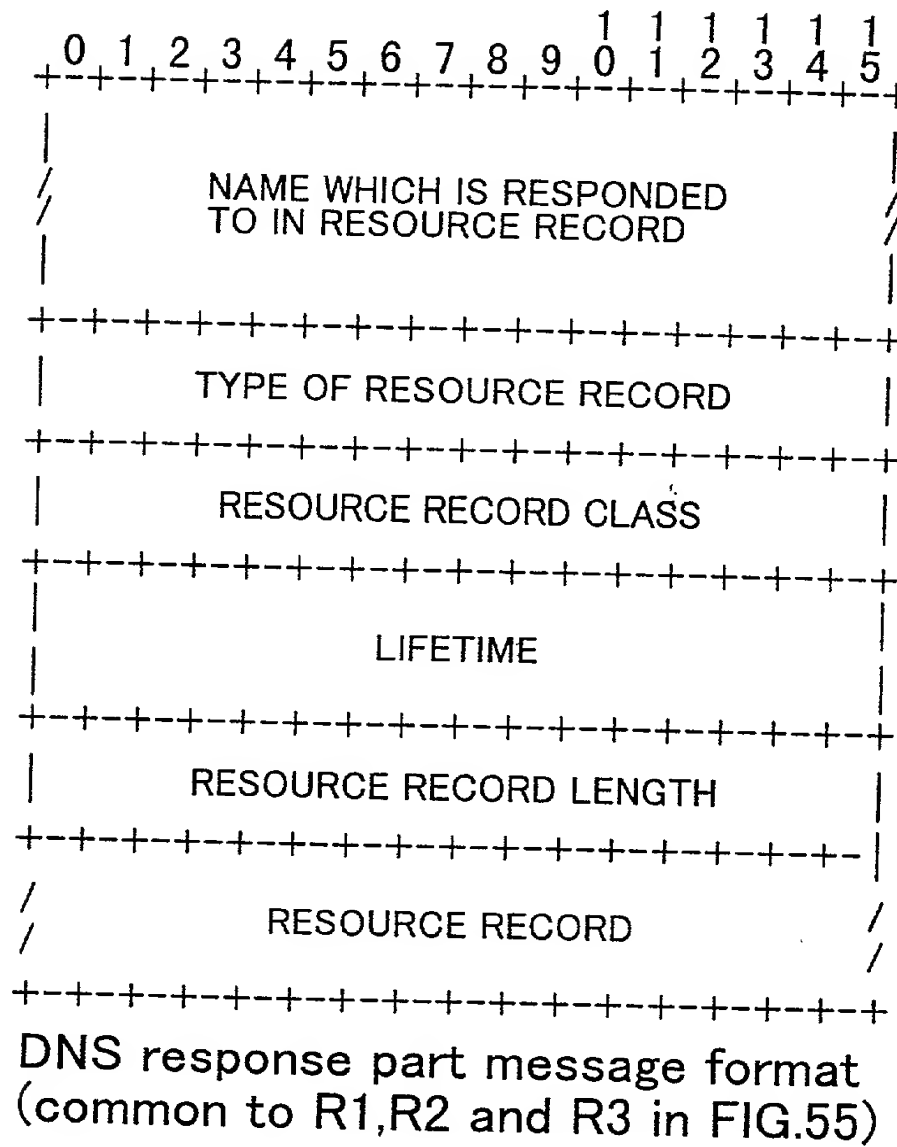 1 1 1 1 1 1
0 1 2 3 4 5 6 7 8 9 0 1 2 3 4 5
+-+-+-+-+-+-+-+-+-+-+-+-+-+-+-+-+
NAME WHICH IS RESPONDED
TO IN RESOURCE RECORD
+-+-+-+-+-+-+-+-+-+-+-+-+-+-+-+-+
TYPE OF RESOURCE RECORD
+-+-+-+-+-+-+-+-+-+-+-+-+-+-+-+-+
RESOURCE RECORD CLASS
+-+-+-+-+-+-+-+-+-+-+-+-+-+-+-+-+
LIFETIME
+-+-+-+-+-+-+-+-+-+-+-+-+-+-+-+-+
RESOURCE RECORD LENGTH
+-+-+-+-+-+-+-+-+-+-+-+-+-+-+-+-|
RESOURCE RECORD
+-+-+-+-+-+-+-+-+-+-+-+-+-+-+-+-+
DNS response part message format
(common to R1,R2 and R3 in FIG.55)